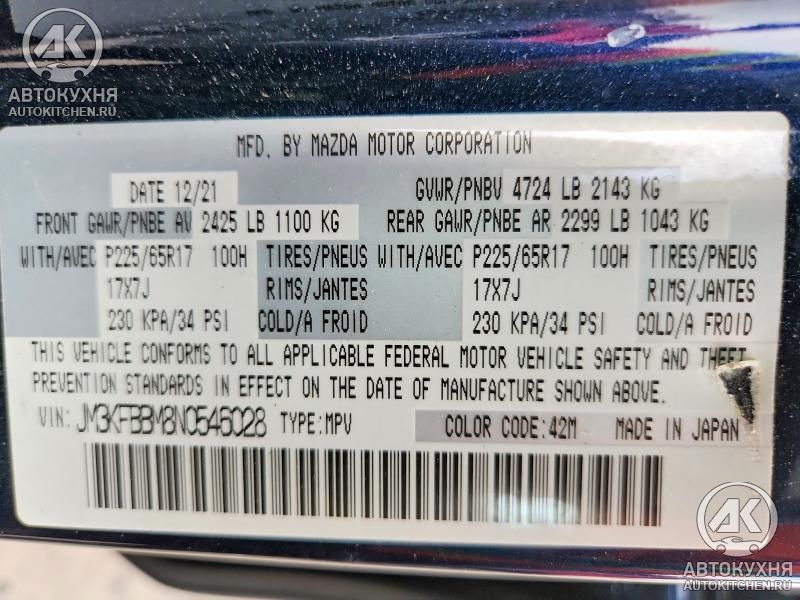 АК
АВТОКУХНЯ
AUTOKITCHEN.RU
MFD. BY MAZDA MOTOR CORPORATION
DATE 12/21 GVWR/PNBV 4724 LB 2143 KG
FRONT GAWR/PNBE AV 2425 LB 1100 KG REAR GAWR/PNBE AR 2299 LB 1043 KG
WITH/AVEC P225/65R17 100H TIRES/PNEUS WITH/AVEC P225/65R17 100H TIRES/PNEUS
17X7J RIMS/JANTES 17X7J RIMS/JANTES
230 KPA/34 PSI COLD/A FROID 230 KPA/34 PSI COLD/A FROID
THIS VEHICLE CONFORMS TO ALL APPLICABLE FEDERAL MOTOR VEHICLE SAFETY AND THEFT
PREVENTION STANDARDS IN EFFECT ON THE DATE OF MANUFACTURE SHOWN ABOVE.
VIN: JM3KFBBM8N0546028 TYPE:MPV COLOR CODE:42M MADE IN JAPAN
АК
АВТОКУХНЯ
AUTOKITCHEN.RU